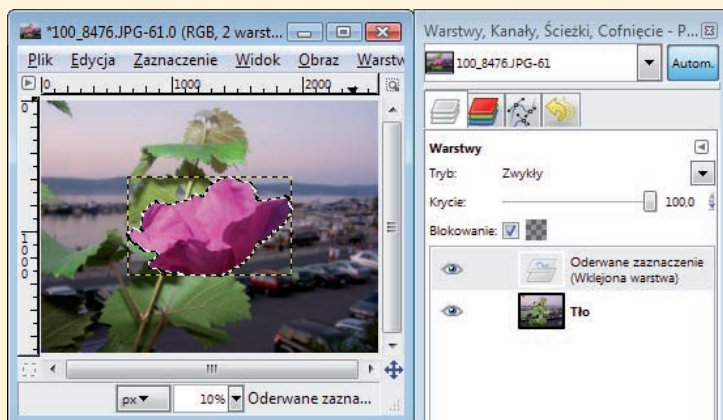 *100_8476.JPG-61.0 (RGB, 2 warst...
Plik Edycja Zaznaczenie Widok Obraz Warstw
0 1000 2000
0
1000
px 10% Oderwane zazna...
Warstwy, Kanały, Ścieżki, Cofnięcie - P...
100_8476.JPG-61 Autom.
Warstwy
Tryb: Zwykły
Krycie: 100,0
Blokowanie:
Oderwane zaznaczenie
(Wklejona warstwa)
Tło